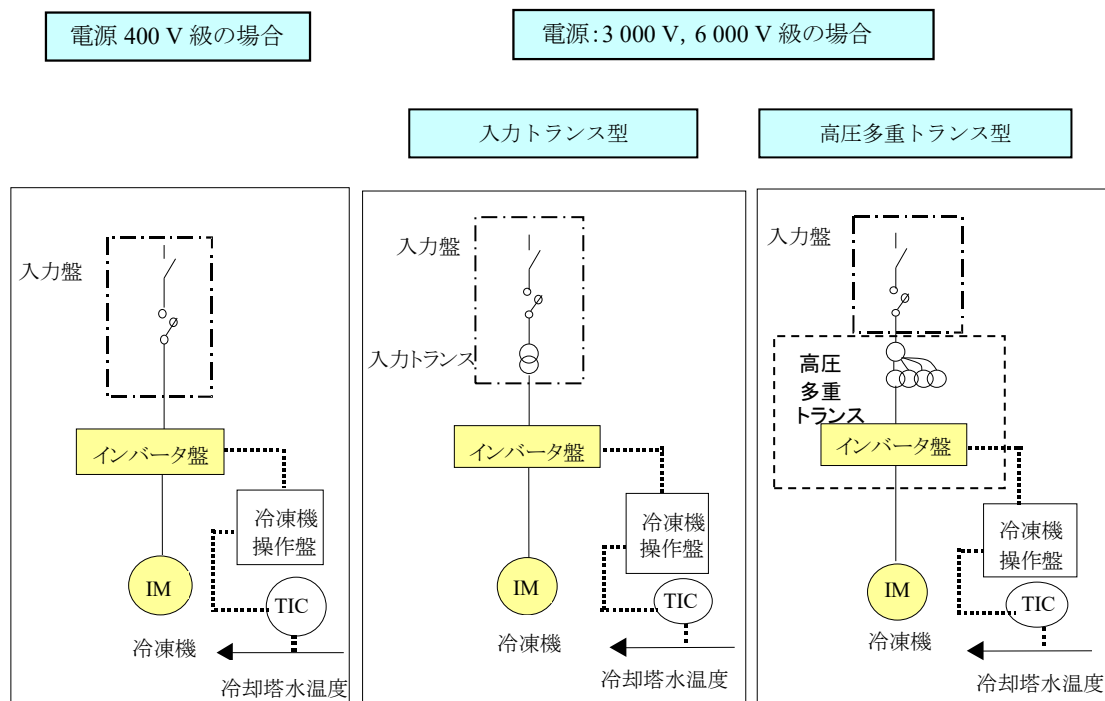 電源 400 V 級の場合
電源：3 000 V, 6 000 V 級の場合
入力トランス型
高圧多重トランス型
入力盤
インバータ盤
冷凍機
操作盤
IM
TIC
冷凍機
冷却塔水温度
入力盤
入力トランス
インバータ盤
冷凍機
操作盤
IM
TIC
冷凍機
冷却塔水温度
入力盤
高圧
多重
トランス
インバータ盤
冷凍機
操作盤
IM
TIC
冷凍機
冷却塔水温度